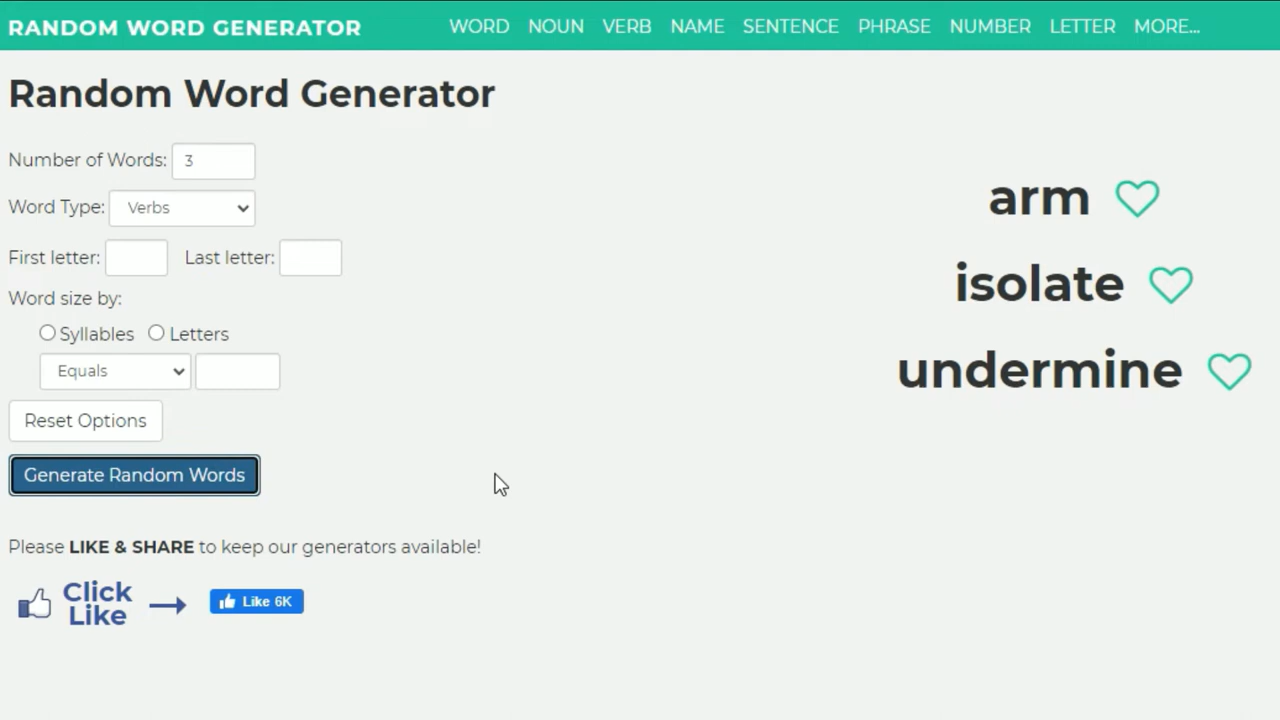 RANDOM WORD GENERATOR WORD NOUN VERB NAME SENTENCE PHRASE NUMBER LETTER MORE...
Random Word Generator
Number of Words: 3
Word Type: Verbs
First letter: Last letter:
Word size by:
Syllables Letters
Equals
Reset Options
Generate Random Words
Please LIKE & SHARE to keep our generators available!
Click
Like
Like 6K
arm
isolate
undermine